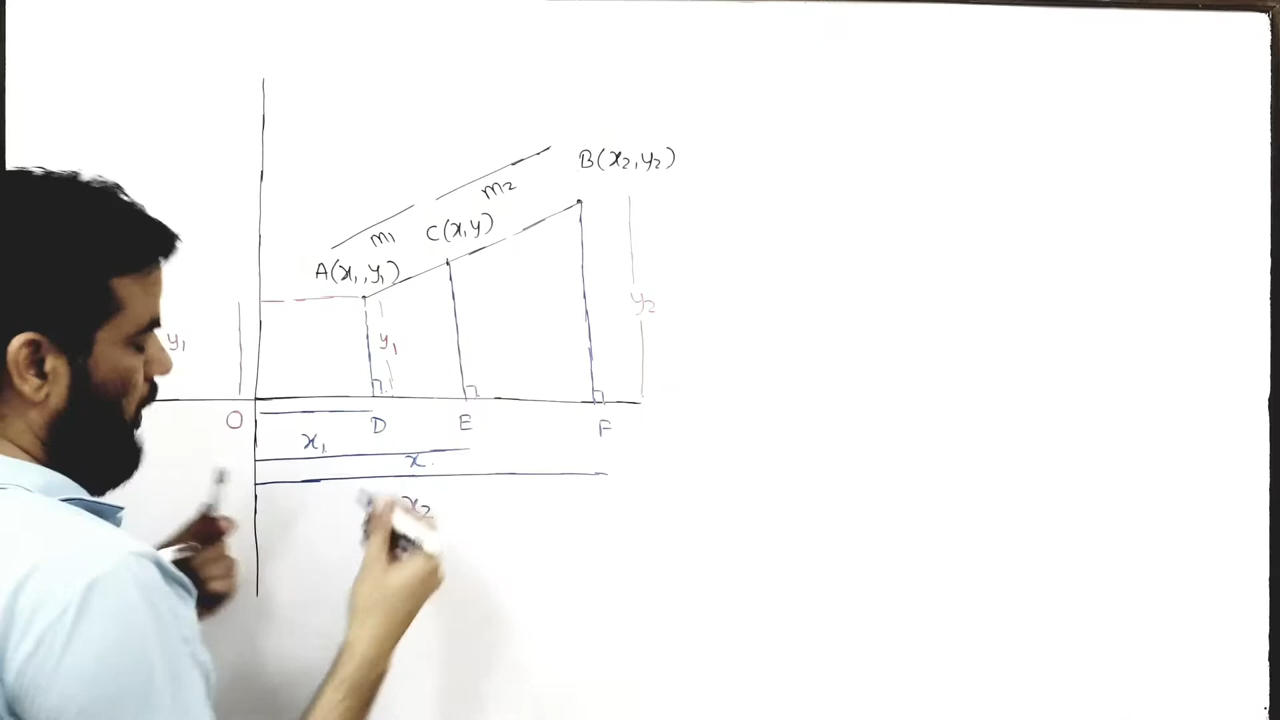 B(x₂,y₂)
m₂
m₁
C(x,y)
A(x₁,y₁)
y₂
y₁
y₁
O
D
E
F
x₁
x
x₂